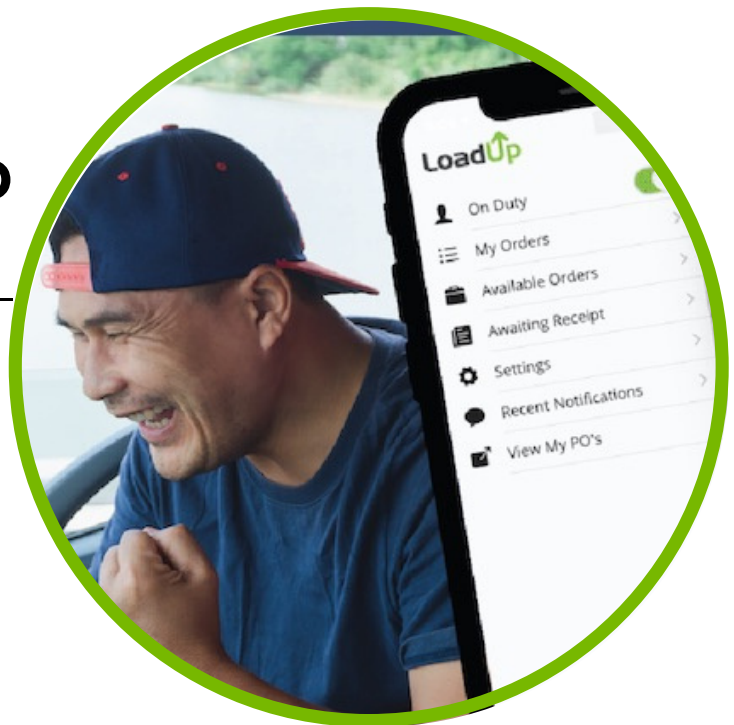 LoadUp
On Duty
My Orders
Available Orders
Awaiting Receipt
Settings
Recent Notifications
View My PO's